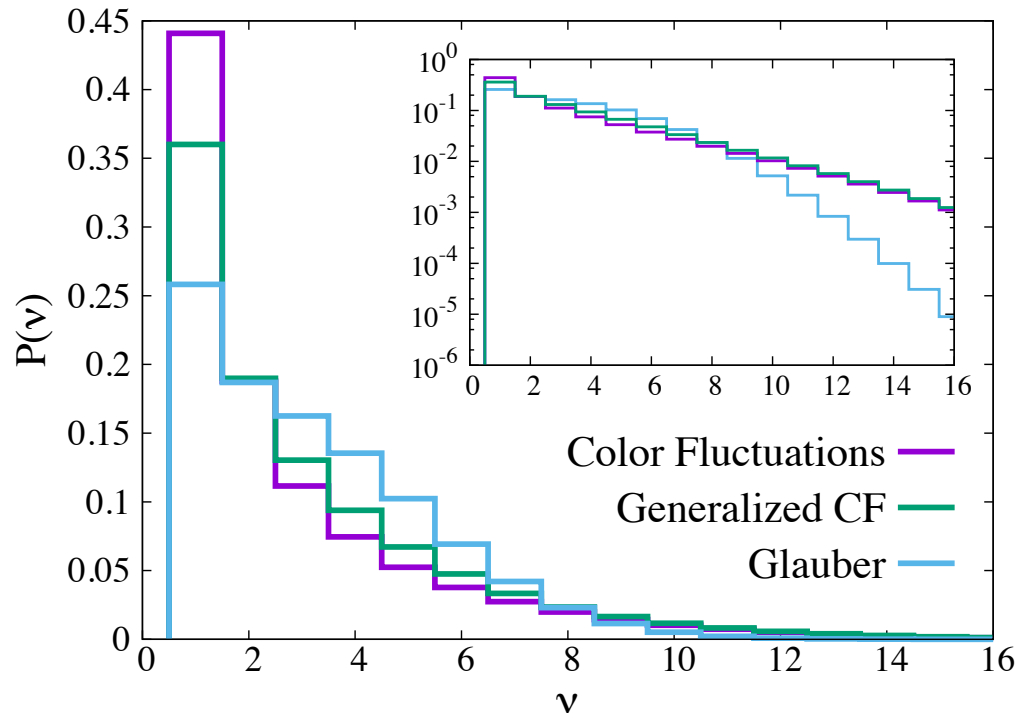 0.45
0.4
0.35
0.3
0.25
0.2
0.15
0.1
0.05
0
P(ν)
0 2 4 6 8 10 12 14 16
ν
10^0
10^-1
10^-2
10^-3
10^-4
10^-5
10^-6
0 2 4 6 8 10 12 14 16
Color Fluctuations
Generalized CF
Glauber